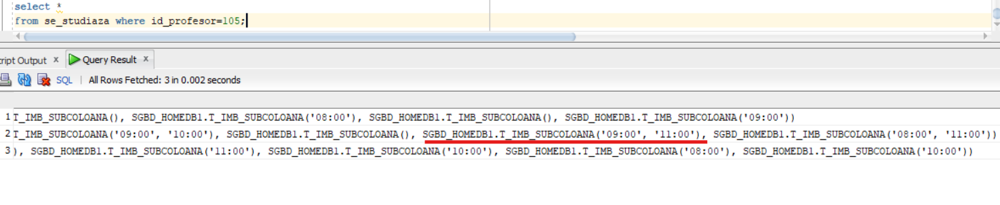 select *
from se_studiaza where id_profesor=105;
ript Output x Query Result x
SQL | All Rows Fetched: 3 in 0.002 seconds
1 T_IMB_SUBCOLOANA(), SGBD_HOMEDB1.T_IMB_SUBCOLOANA('08:00'), SGBD_HOMEDB1.T_IMB_SUBCOLOANA(), SGBD_HOMEDB1.T_IMB_SUBCOLOANA('09:00'))
2 T_IMB_SUBCOLOANA('09:00', '10:00'), SGBD_HOMEDB1.T_IMB_SUBCOLOANA(), SGBD_HOMEDB1.T_IMB_SUBCOLOANA('09:00', '11:00'), SGBD_HOMEDB1.T_IMB_SUBCOLOANA('08:00', '11:00'))
3 ), SGBD_HOMEDB1.T_IMB_SUBCOLOANA('11:00'), SGBD_HOMEDB1.T_IMB_SUBCOLOANA('10:00'), SGBD_HOMEDB1.T_IMB_SUBCOLOANA('08:00'), SGBD_HOMEDB1.T_IMB_SUBCOLOANA('10:00'))